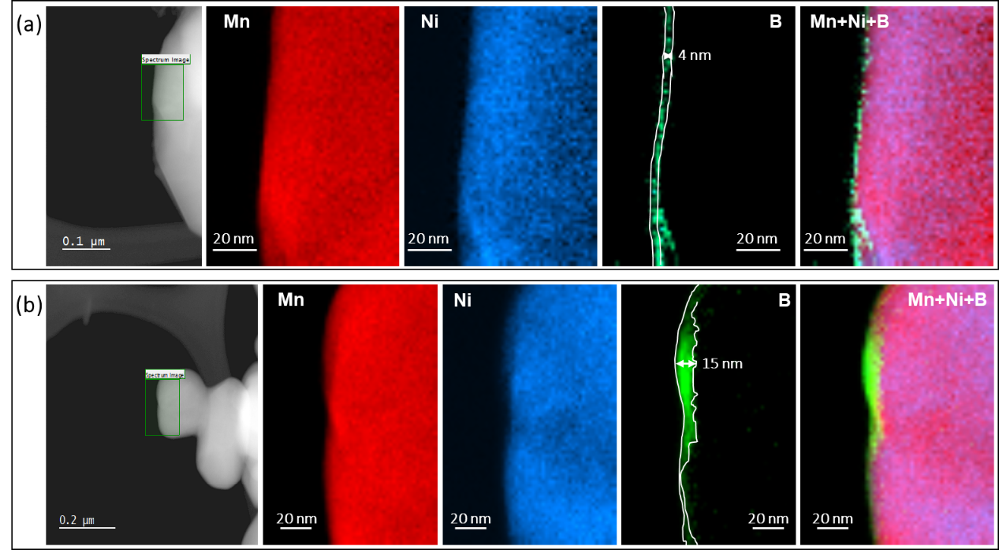 (a)
Spectrum Image
0.1 µm
Mn
20 nm
Ni
20 nm
B
4 nm
20 nm
Mn+Ni+B
20 nm
(b)
Spectrum Image
0.2 µm
Mn
20 nm
Ni
20 nm
B
15 nm
20 nm
Mn+Ni+B
20 nm